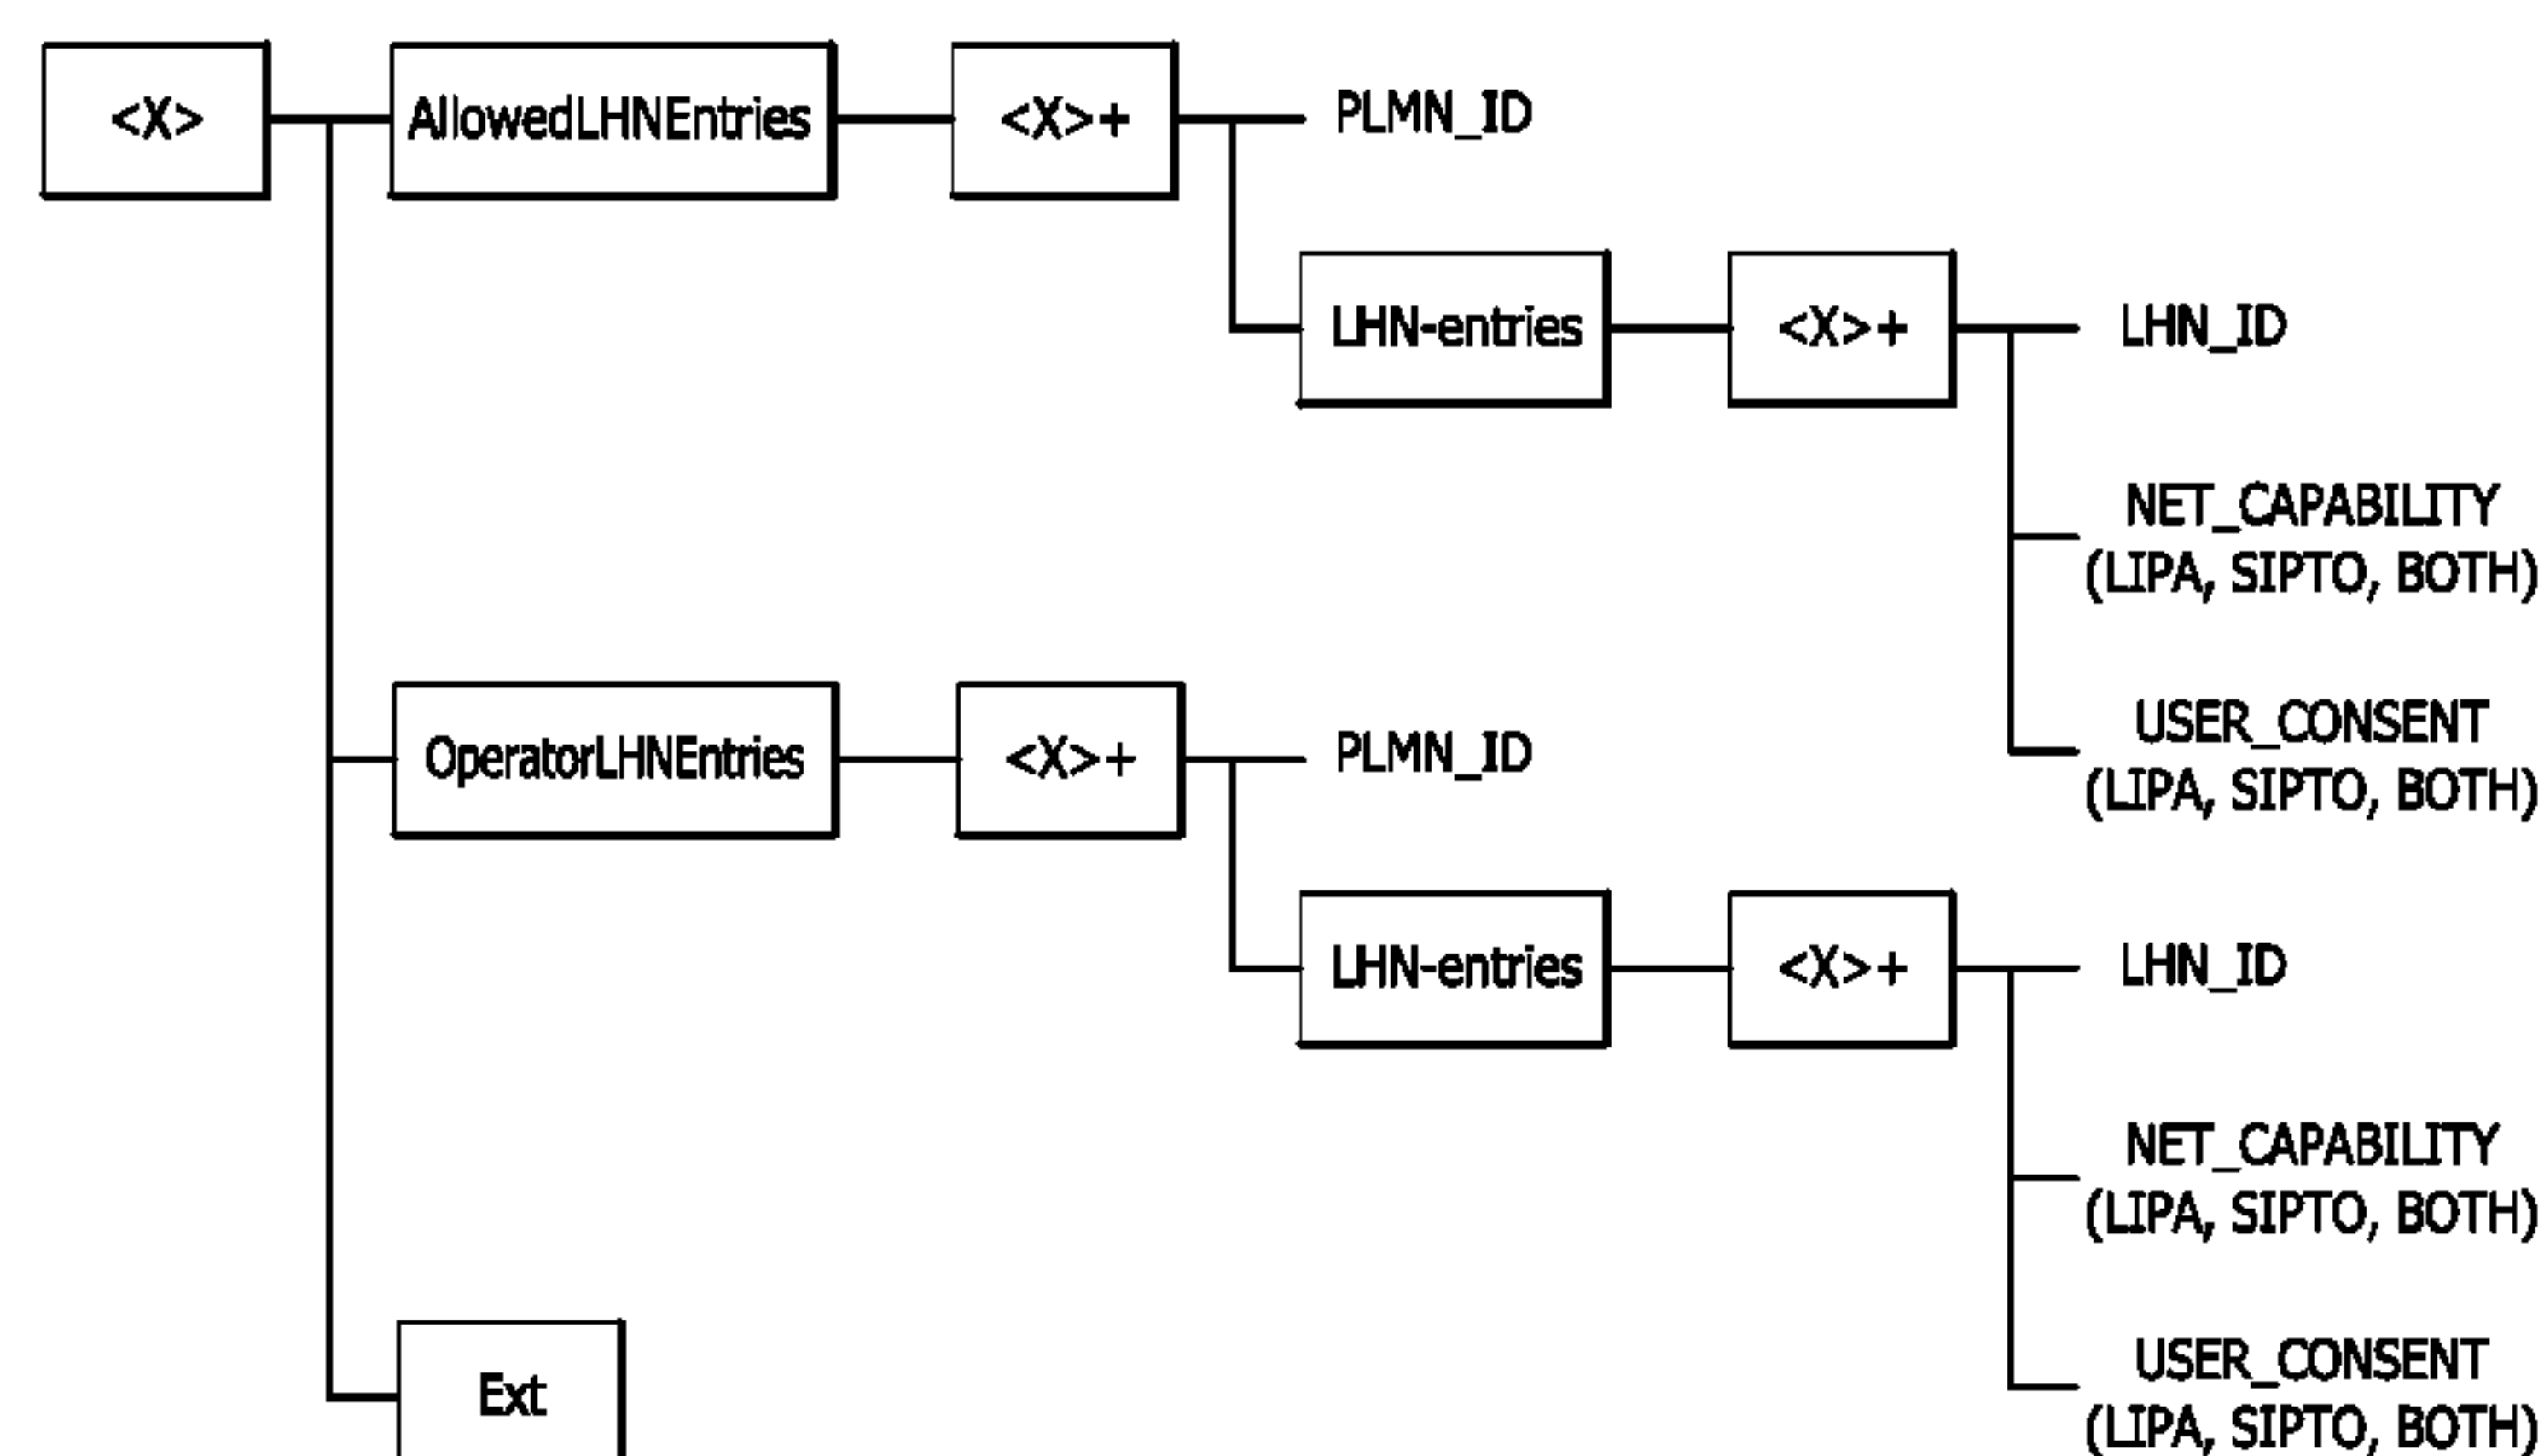 <X>
AllowedLHNEntries
<X>+
PLMN_ID
LHN-entries
<X>+
LHN_ID
NET_CAPABILITY
(LIPA, SIPTO, BOTH)
USER_CONSENT
(LIPA, SIPTO, BOTH)
OperatorLHNEntries
<X>+
PLMN_ID
LHN-entries
<X>+
LHN_ID
NET_CAPABILITY
(LIPA, SIPTO, BOTH)
USER_CONSENT
(LIPA, SIPTO, BOTH)
Ext